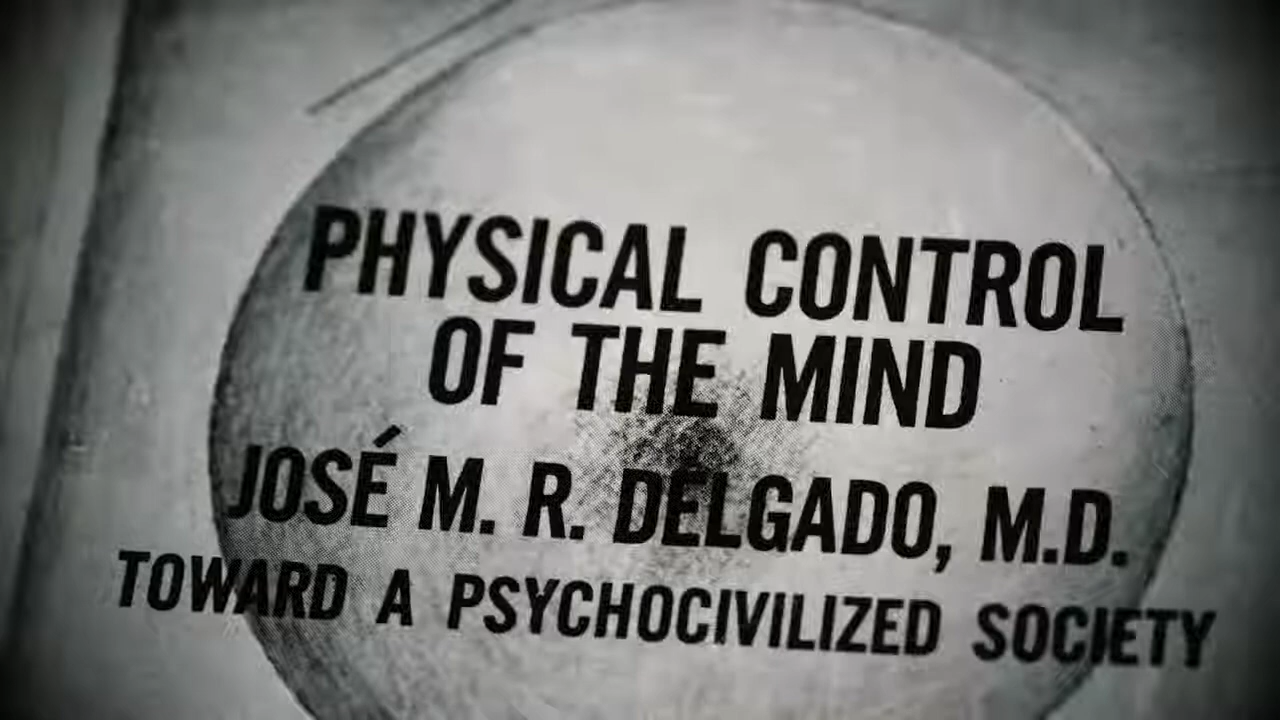 PHYSICAL CONTROL
OF THE MIND
JOSÉ M. R. DELGADO, M.D.
TOWARD A PSYCHOCIVILIZED SOCIETY